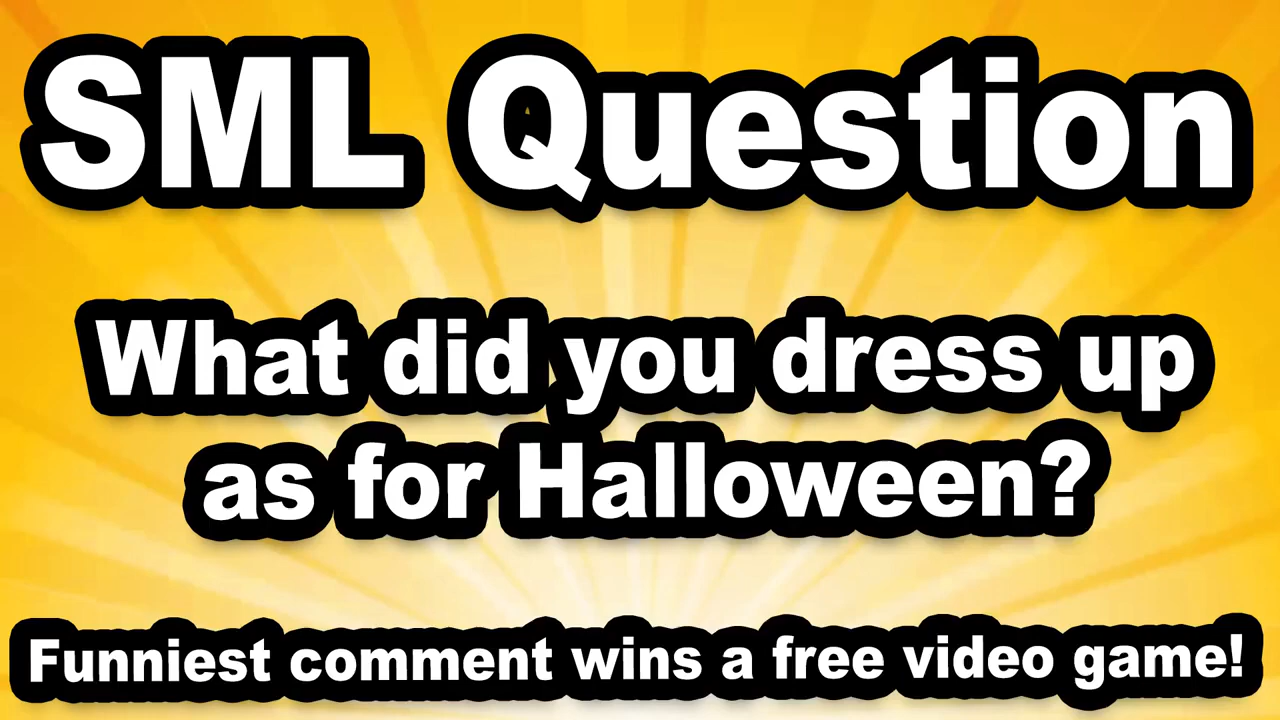 SML Question
What did you dress up
as for Halloween?
Funniest comment wins a free video game!